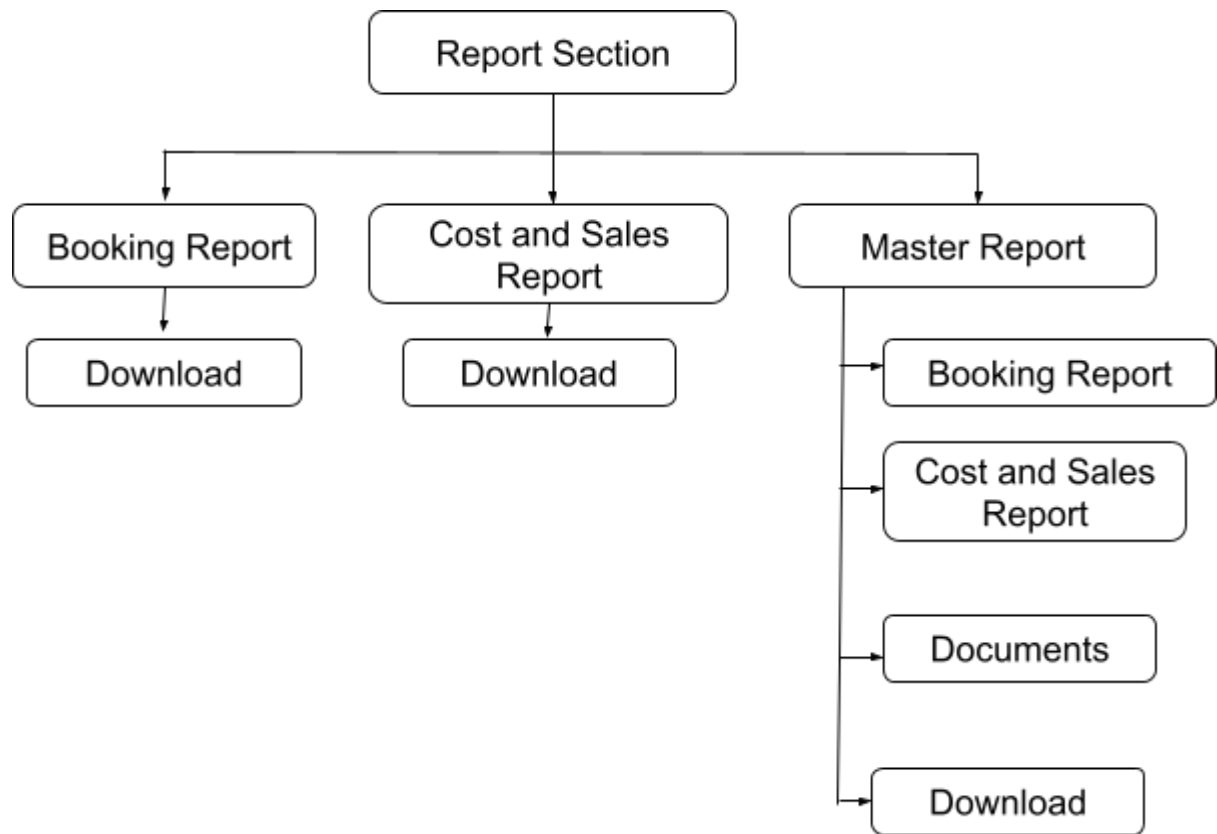 Report Section
Booking Report
Cost and Sales
Report
Master Report
Download
Download
Booking Report
Cost and Sales
Report
Documents
Download